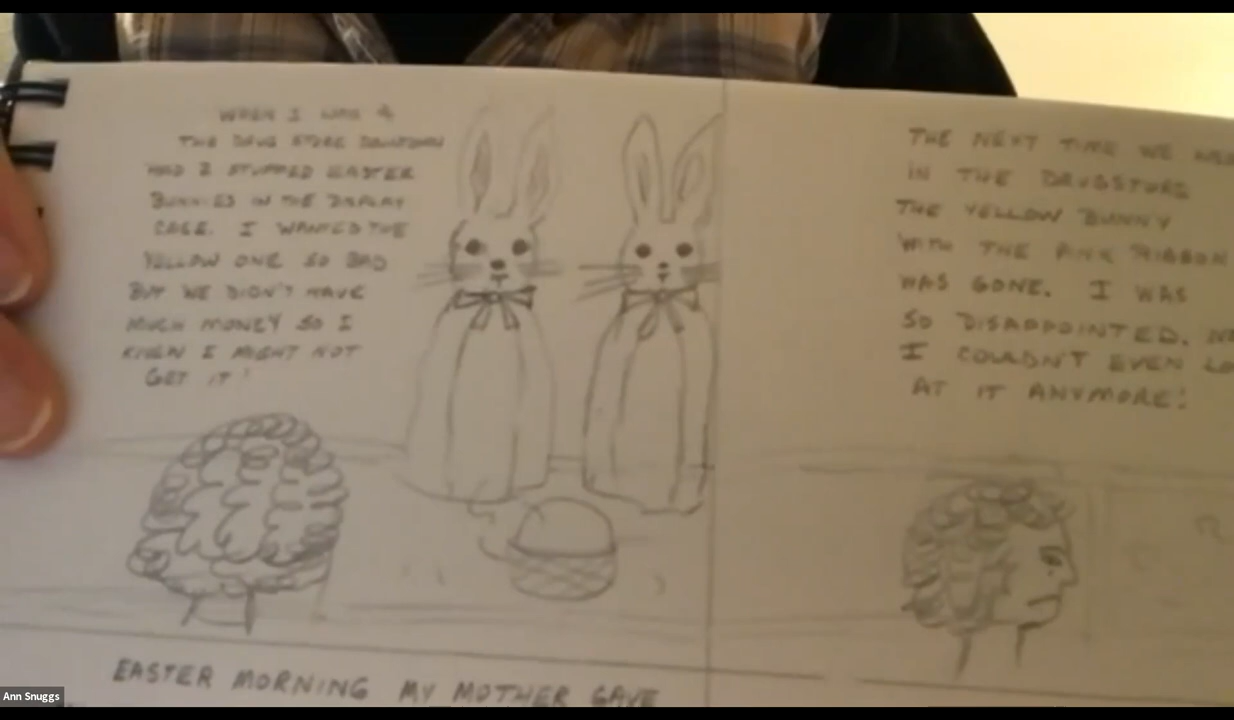 WHEN I WAS 4
THE DRUG STORE DOWNTOWN
HAD 2 STUFFED EASTER
BUNNIES IN THE DISPLAY
CASE. I WANTED THE
YELLOW ONE SO BAD
BUT WE DIDN'T HAVE
MUCH MONEY SO I
KNEW I MIGHT NOT
GET IT!
THE NEXT TIME WE
IN THE DRUGSTORE
THE YELLOW BUNNY
WITH THE PINK RIBBON
WAS GONE. I WAS
SO DISAPPOINTED.
I COULDN'T EVEN
AT IT ANYMORE!
EASTER MORNING MY MOTHER GAVE
Ann Snuggs